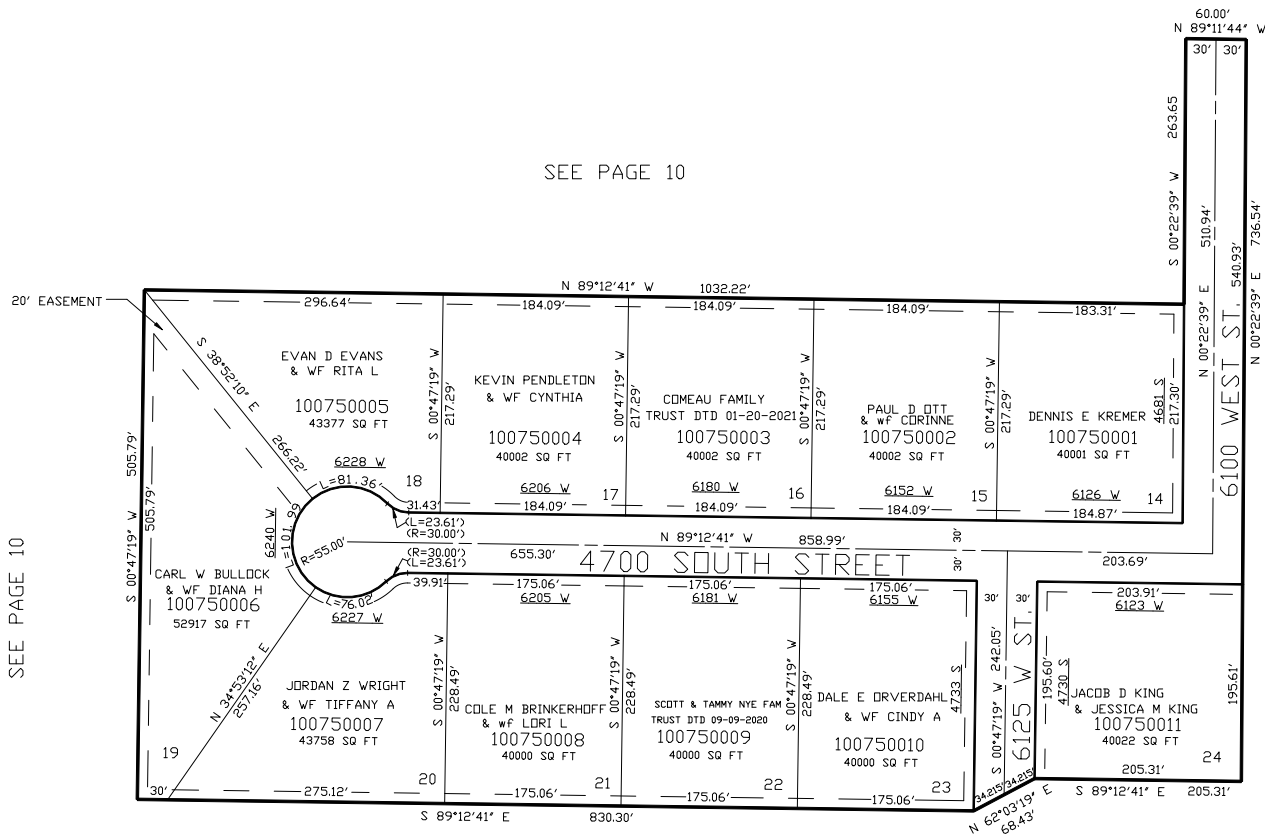 60.00'
N 89°11'44" W
30' 30'
263.65
S 00°22'39" W
510.94'
N 00°22'39" E
540.93'
6100 WEST ST.
736.54'
N 00°22'39" E
SEE PAGE 10
20' EASEMENT
N 89°12'41" W 1032.22'
296.64' 184.09' 184.09' 184.09' 183.31'
S 38°52'10" E
266.22'
EVAN D EVANS
& WF RITA L
100750005
43377 SQ FT
6228 W
18
L=81.36'
31.43'
(L=23.61')
(R=30.00')
S 00°47'19" W
217.29'
KEVIN PENDLETON
& WF CYNTHIA
100750004
40002 SQ FT
6206 W
17
184.09'
S 00°47'19" W
217.29'
COMEAU FAMILY
TRUST DTD 01-20-2021
100750003
40002 SQ FT
6180 W
16
184.09'
S 00°47'19" W
217.29'
PAUL D OTT
& wf CORINNE
100750002
40002 SQ FT
6152 W
15
184.09'
S 00°47'19" W
217.29'
DENNIS E KREMER
100750001
40001 SQ FT
6126 W
14
184.87'
4681 S
217.30'
505.79'
S 00°47'19" W
505.79'
SEE PAGE 10
6240 W
L=101.99
R=55.00'
N 89°12'41" W 858.99'
655.30'
4700 SOUTH STREET
30'
30'
203.69'
(R=30.00')
(L=23.61')
39.91'
L=76.02'
6227 W
CARL W BULLOCK
& WF DIANA H
100750006
52917 SQ FT
19
30'
N 34°53'12" E
257.16'
JORDAN Z WRIGHT
& WF TIFFANY A
100750007
43758 SQ FT
20
275.12'
S 00°47'19" W
228.49'
175.06'
6205 W
COLE M BRINKERHOFF
& wf LORI L
100750008
40000 SQ FT
21
175.06'
S 00°47'19" W
228.49'
175.06'
6181 W
SCOTT & TAMMY NYE FAM
TRUST DTD 09-09-2020
100750009
40000 SQ FT
22
175.06'
S 00°47'19" W
228.49'
175.06'
6155 W
DALE E ORVERDAHL
& WF CINDY A
100750010
40000 SQ FT
23
175.06'
4733 S
30' 30'
S 00°47'19" W 242.05'
6125 W ST.
34.215' 34.215'
N 62°03'19" E
68.43'
203.91'
6123 W
195.60'
4730 S
JACOB D KING
& JESSICA M KING
100750011
40022 SQ FT
24
195.61'
205.31'
S 89°12'41" E 205.31'
S 89°12'41" E 830.30'